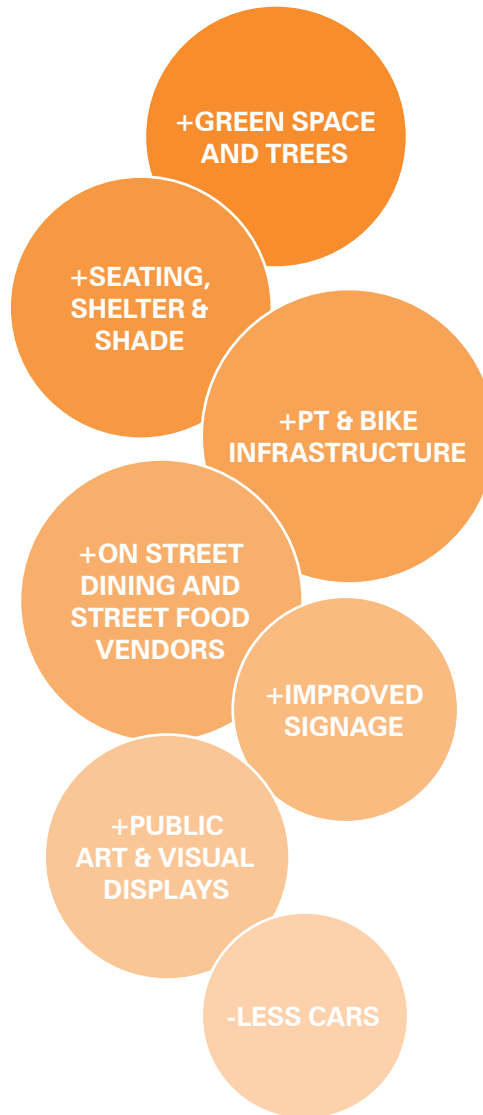 +GREEN SPACE
AND TREES
+SEATING,
SHELTER &
SHADE
+PT & BIKE
INFRASTRUCTURE
+ON STREET
DINING AND
STREET FOOD
VENDORS
+IMPROVED
SIGNAGE
+PUBLIC
ART & VISUAL
DISPLAYS
-LESS CARS